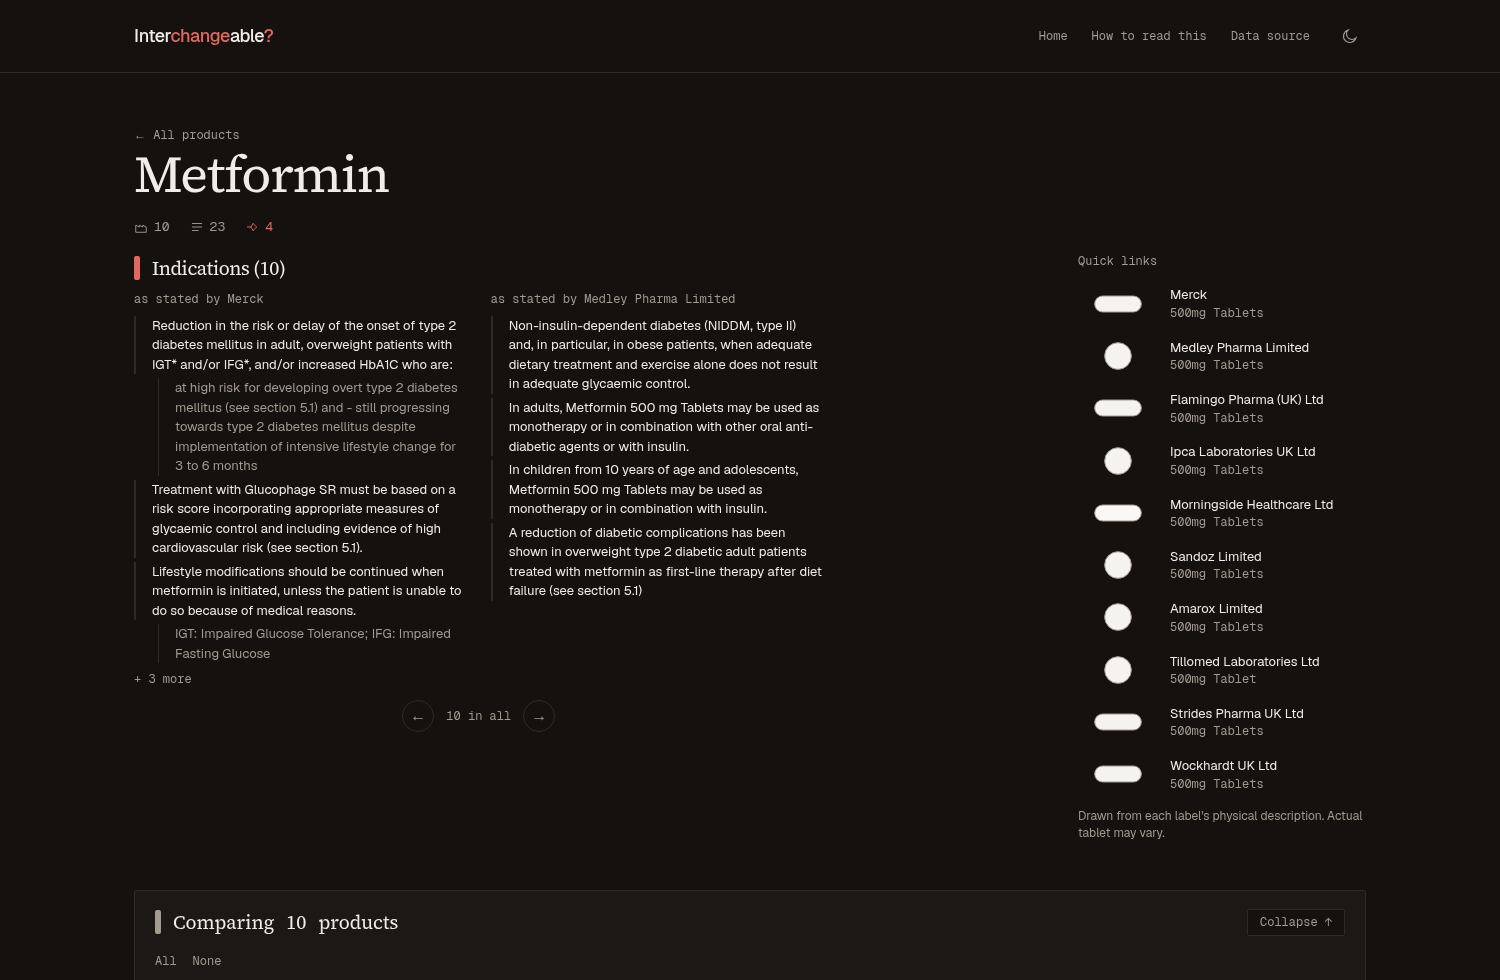 Interchangeable?
Home How to read this Data source
← All products
Metformin
10 23 4
Indications (10)
as stated by Merck
Reduction in the risk or delay of the onset of type 2
diabetes mellitus in adult, overweight patients with
IGT* and/or IFG*, and/or increased HbA1C who are:
at high risk for developing overt type 2 diabetes
mellitus (see section 5.1) and - still progressing
towards type 2 diabetes mellitus despite
implementation of intensive lifestyle change for
3 to 6 months
Treatment with Glucophage SR must be based on a
risk score incorporating appropriate measures of
glycaemic control and including evidence of high
cardiovascular risk (see section 5.1).
Lifestyle modifications should be continued when
metformin is initiated, unless the patient is unable to
do so because of medical reasons.
IGT: Impaired Glucose Tolerance; IFG: Impaired
Fasting Glucose
+ 3 more
as stated by Medley Pharma Limited
Non-insulin-dependent diabetes (NIDDM, type II)
and, in particular, in obese patients, when adequate
dietary treatment and exercise alone does not result
in adequate glycaemic control.
In adults, Metformin 500 mg Tablets may be used as
monotherapy or in combination with other oral anti-
diabetic agents or with insulin.
In children from 10 years of age and adolescents,
Metformin 500 mg Tablets may be used as
monotherapy or in combination with insulin.
A reduction of diabetic complications has been
shown in overweight type 2 diabetic adult patients
treated with metformin as first-line therapy after diet
failure (see section 5.1)
← 10 in all →
Quick links
Merck
500mg Tablets
Medley Pharma Limited
500mg Tablets
Flamingo Pharma (UK) Ltd
500mg Tablets
Ipca Laboratories UK Ltd
500mg Tablets
Morningside Healthcare Ltd
500mg Tablets
Sandoz Limited
500mg Tablets
Amarox Limited
500mg Tablets
Tillomed Laboratories Ltd
500mg Tablet
Strides Pharma UK Ltd
500mg Tablets
Wockhardt UK Ltd
500mg Tablets
Drawn from each label's physical description. Actual
tablet may vary.
Comparing 10 products
Collapse ↑
All None